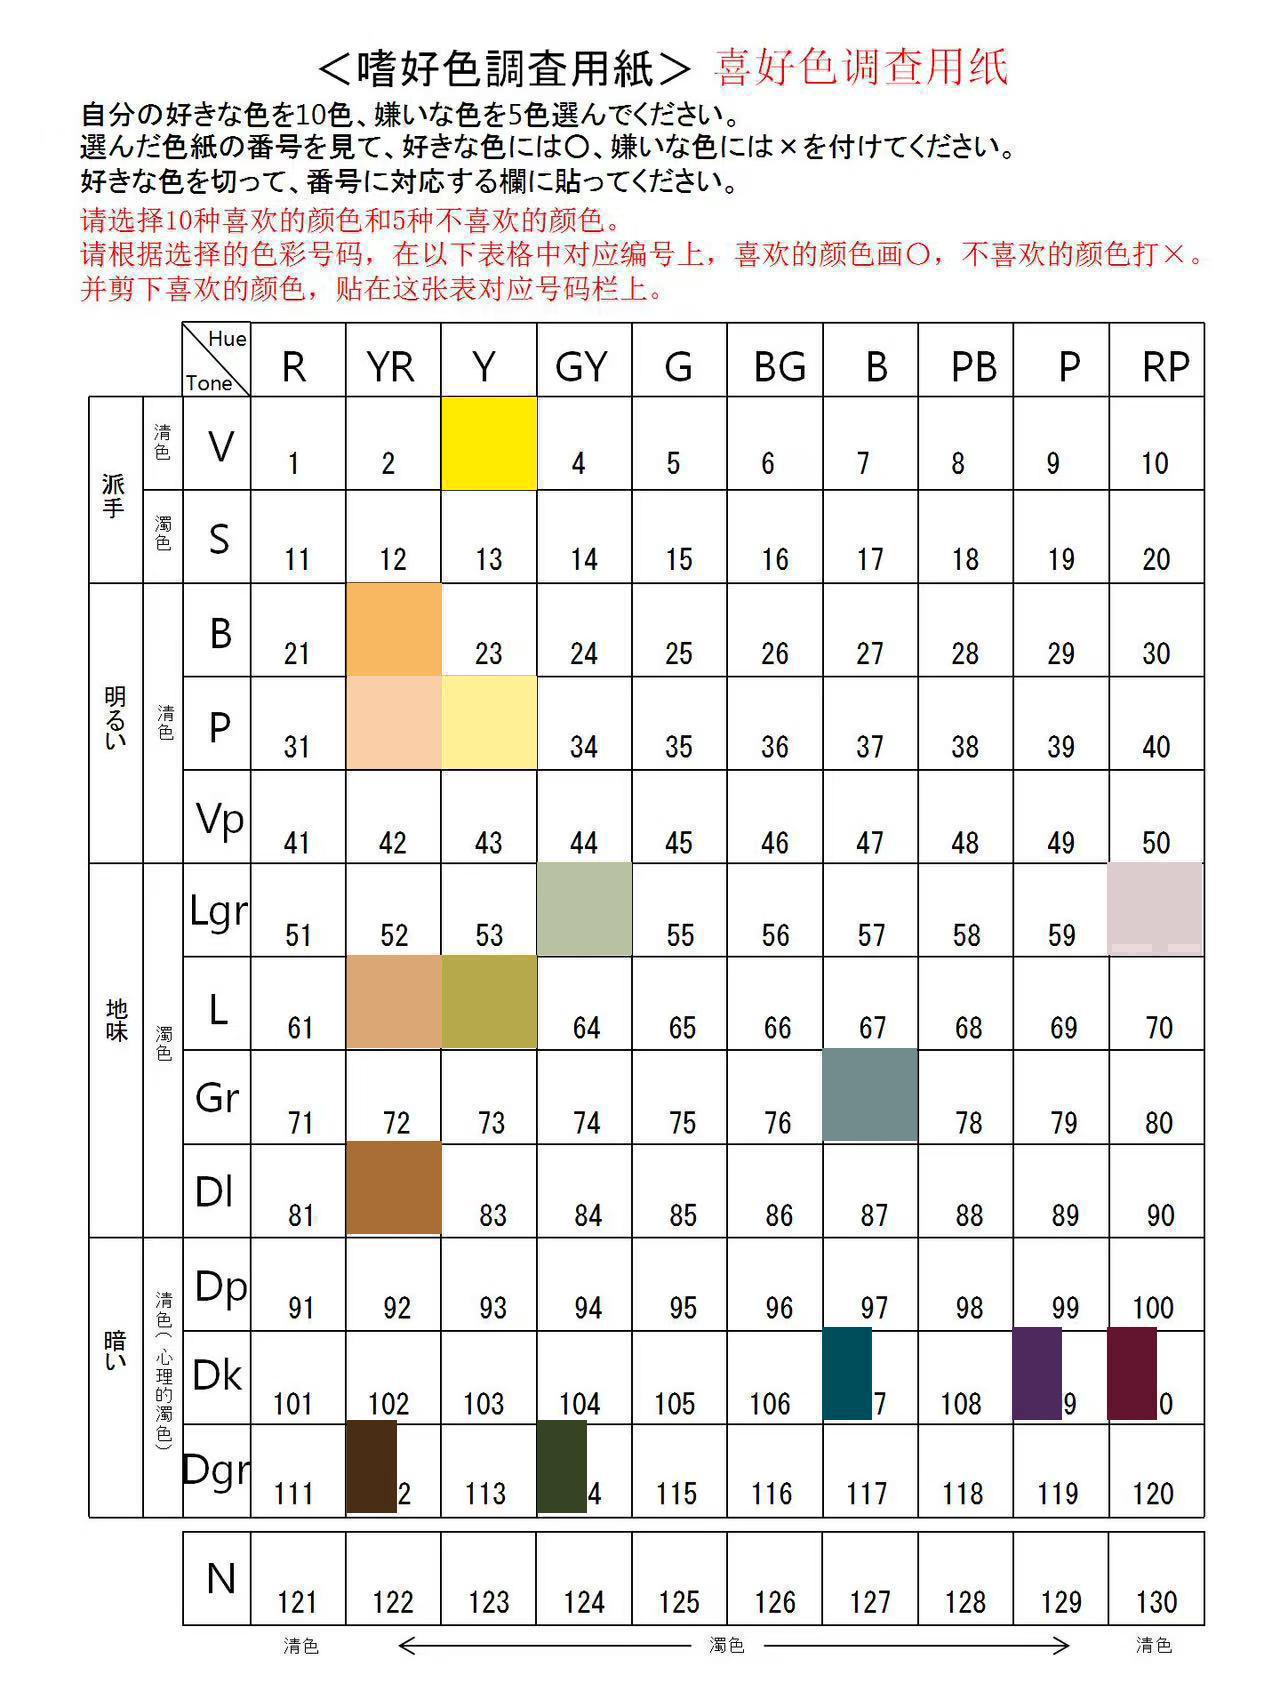 ＜嗜好色調査用紙＞ 喜好色调查用纸
自分の好きな色を10色、嫌いな色を5色選んでください。
選んだ色紙の番号を見て、好きな色には〇、嫌いな色には×を付けてください。
好きな色を切って、番号に対応する欄に貼ってください。
请选择10种喜欢的颜色和5种不喜欢的颜色。
请根据选择的色彩号码，在以下表格中对应编号上，喜欢的颜色画〇，不喜欢的颜色打×。
并剪下喜欢的颜色，贴在这张表对应号码栏上。
Hue
Tone
R YR Y GY G BG B PB P RP
派手 清色 V 1 2 4 5 6 7 8 9 10
濁色 S 11 12 13 14 15 16 17 18 19 20
明るい 清色 B 21 23 24 25 26 27 28 29 30
P 31 34 35 36 37 38 39 40
Vp 41 42 43 44 45 46 47 48 49 50
地味 濁色 Lgr 51 52 53 55 56 57 58 59
L 61 64 65 66 67 68 69 70
Gr 71 72 73 74 75 76 78 79 80
Dl 81 83 84 85 86 87 88 89 90
暗い 清色(心理的濁色) Dp 91 92 93 94 95 96 97 98 99 100
Dk 101 102 103 104 105 106 7 108 9 0
Dgr 111 2 113 4 115 116 117 118 119 120
N 121 122 123 124 125 126 127 128 129 130
清色 濁色 清色